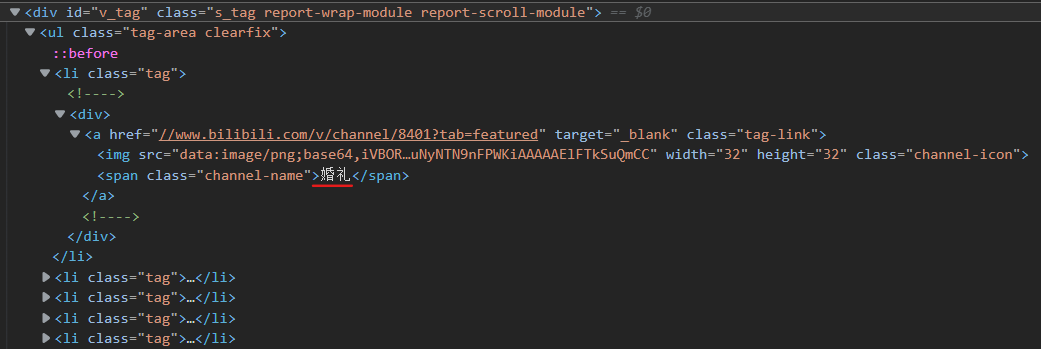 ▼<div id="v_tag" class="s_tag report-wrap-module report-scroll-module"> == $0
▼<ul class="tag-area clearfix">
::before
▼<li class="tag">
<!---->
▼<div>
▼<a href="//www.bilibili.com/v/channel/8401?tab=featured" target="_blank" class="tag-link">
<img src="data:image/png;base64,iVBOR…uNyNTN9nFPWKiAAAAAElFTkSuQmCC" width="32" height="32" class="channel-icon">
<span class="channel-name">婚礼</span>
</a>
<!---->
</div>
</li>
▶<li class="tag">…</li>
▶<li class="tag">…</li>
▶<li class="tag">…</li>
▶<li class="tag">…</li>